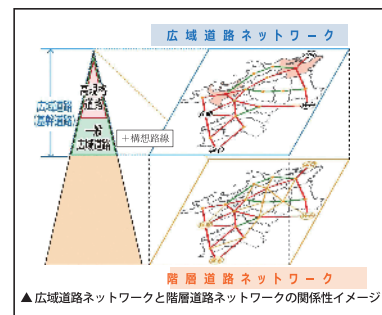 広域道路ネットワーク
高規格
道路
広域道路
(基幹道路)
一般
広域道路
+構想路線
階層道路ネットワーク
▲広域道路ネットワークと階層道路ネットワークの関係性イメージ